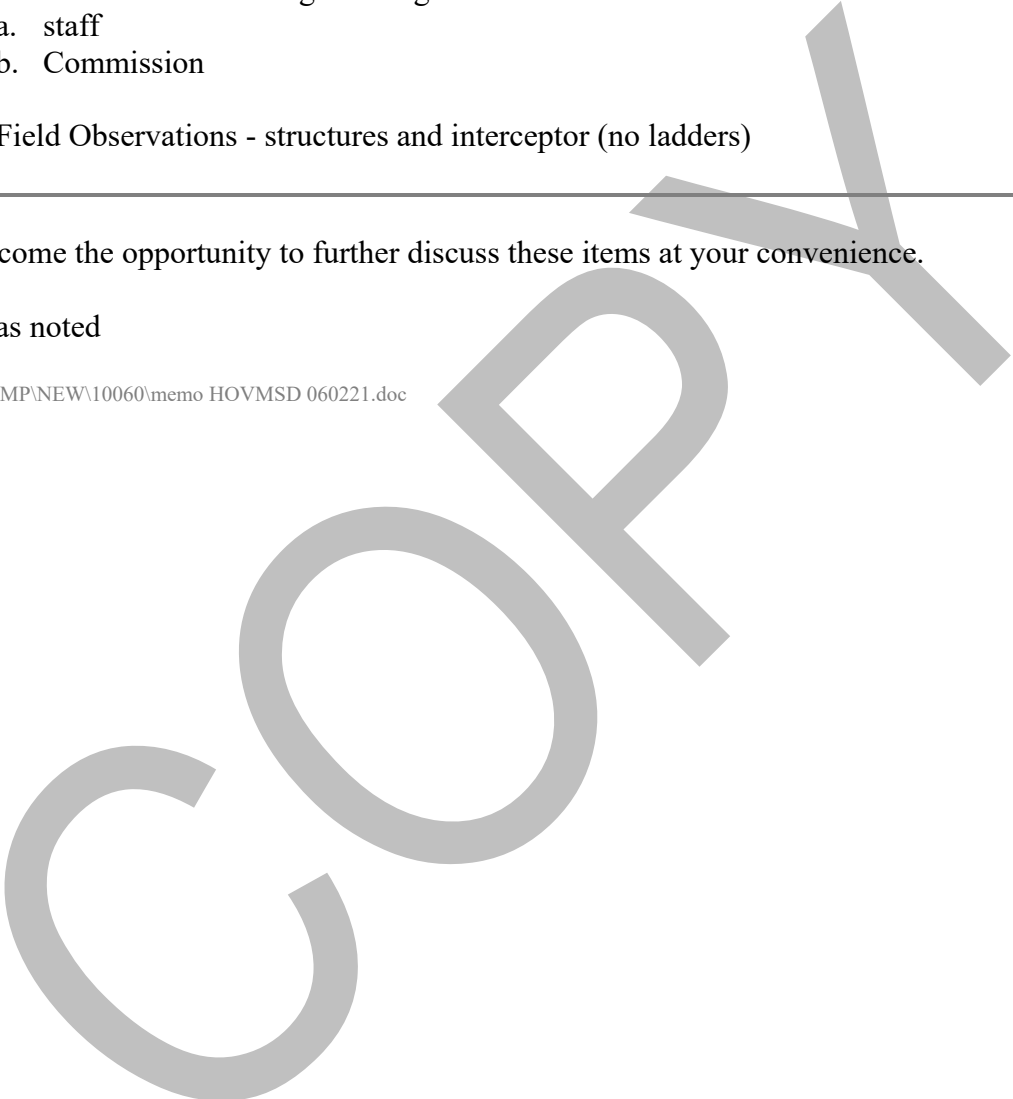 a. staff
b. Commission
Field Observations - structures and interceptor (no ladders)
come the opportunity to further discuss these items at your convenience.
as noted
MP\NEW\10060\memo HOVMSD 060221.doc
COPY